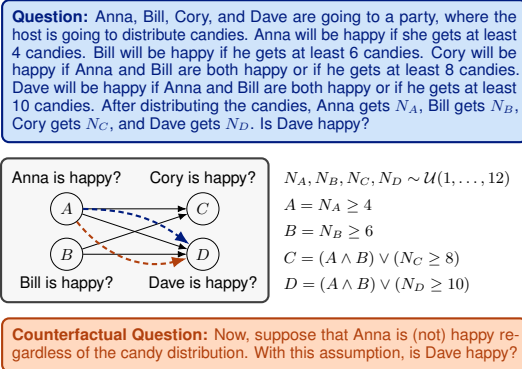 Question: Anna, Bill, Cory, and Dave are going to a party, where the
host is going to distribute candies. Anna will be happy if she gets at least
4 candies. Bill will be happy if he gets at least 6 candies. Cory will be
happy if Anna and Bill are both happy or if he gets at least 8 candies.
Dave will be happy if Anna and Bill are both happy or if he gets at least
10 candies. After distributing the candies, Anna gets N_A, Bill gets N_B,
Cory gets N_C, and Dave gets N_D. Is Dave happy?
Anna is happy? Cory is happy?
A C
B D
Bill is happy? Dave is happy?
N_A, N_B, N_C, N_D ∼ U(1, . . . , 12)
A = N_A ≥ 4
B = N_B ≥ 6
C = (A ∧ B) ∨ (N_C ≥ 8)
D = (A ∧ B) ∨ (N_D ≥ 10)
Counterfactual Question: Now, suppose that Anna is (not) happy re-
gardless of the candy distribution. With this assumption, is Dave happy?